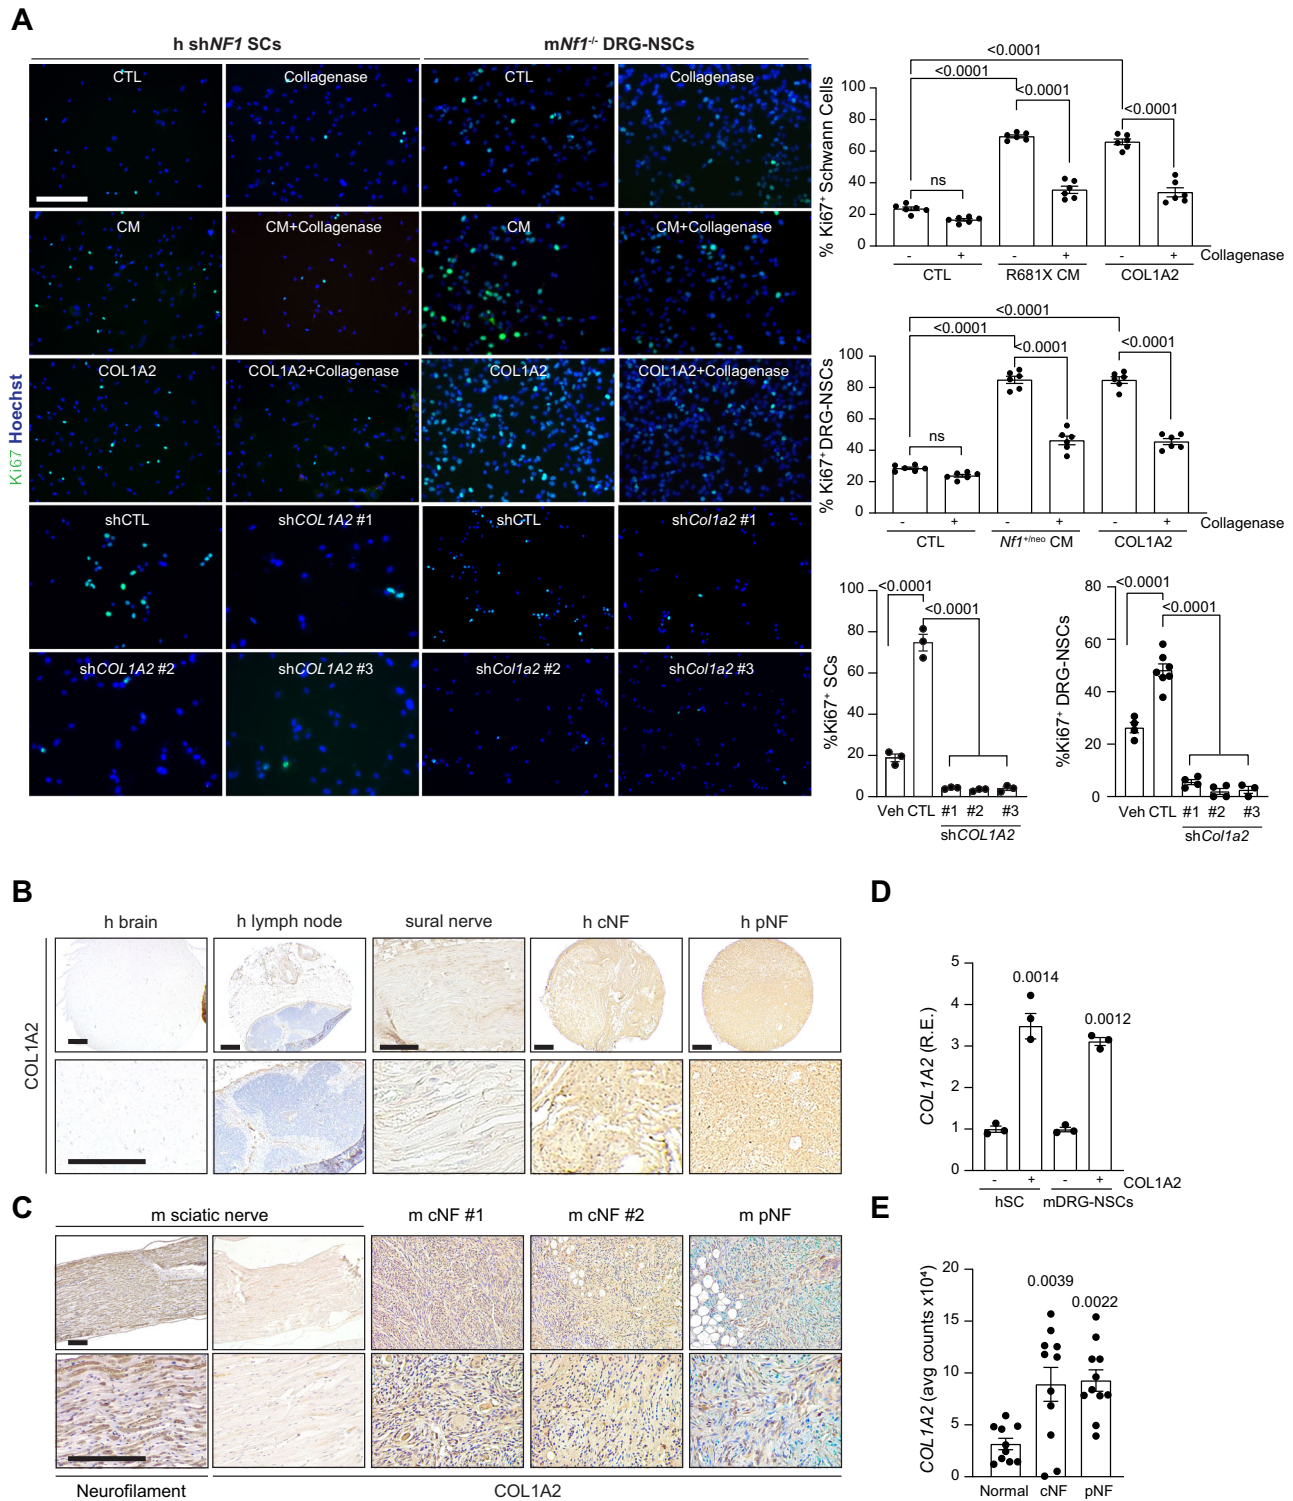 A
h shNF1 SCs
mNf1-/- DRG-NSCs
CTL
Collagenase
CTL
Collagenase
CM
CM+Collagenase
CM
CM+Collagenase
COL1A2
COL1A2+Collagenase
COL1A2
COL1A2+Collagenase
shCTL
shCOL1A2 #1
shCTL
shCol1a2 #1
shCOL1A2 #2
shCOL1A2 #3
shCol1a2 #2
shCol1a2 #3
Ki67 Hoechst
% Ki67+ Schwann Cells
100
80
60
40
20
0
<0.0001
<0.0001
<0.0001
<0.0001
ns
- + - + - + Collagenase
CTL R681X CM COL1A2
% Ki67+ DRG-NSCs
100
80
60
40
20
0
<0.0001
<0.0001
<0.0001
<0.0001
ns
- + - + - + Collagenase
CTL Nf1+/neo CM COL1A2
%Ki67+ SCs
100
80
60
40
20
0
<0.0001
<0.0001
Veh CTL #1 #2 #3
shCOL1A2
%Ki67+ DRG-NSCs
80
60
40
20
0
<0.0001
<0.0001
Veh CTL #1 #2 #3
shCol1a2
B
h brain
h lymph node
sural nerve
h cNF
h pNF
COL1A2
C
m sciatic nerve
m cNF #1
m cNF #2
m pNF
Neurofilament
COL1A2
D
COL1A2 (R.E.)
5
4
3
2
1
0
0.0014
0.0012
- + - + COL1A2
hSC mDRG-NSCs
E
COL1A2 (avg counts x10⁴)
20
15
10
5
0
0.0039
0.0022
Normal cNF pNF